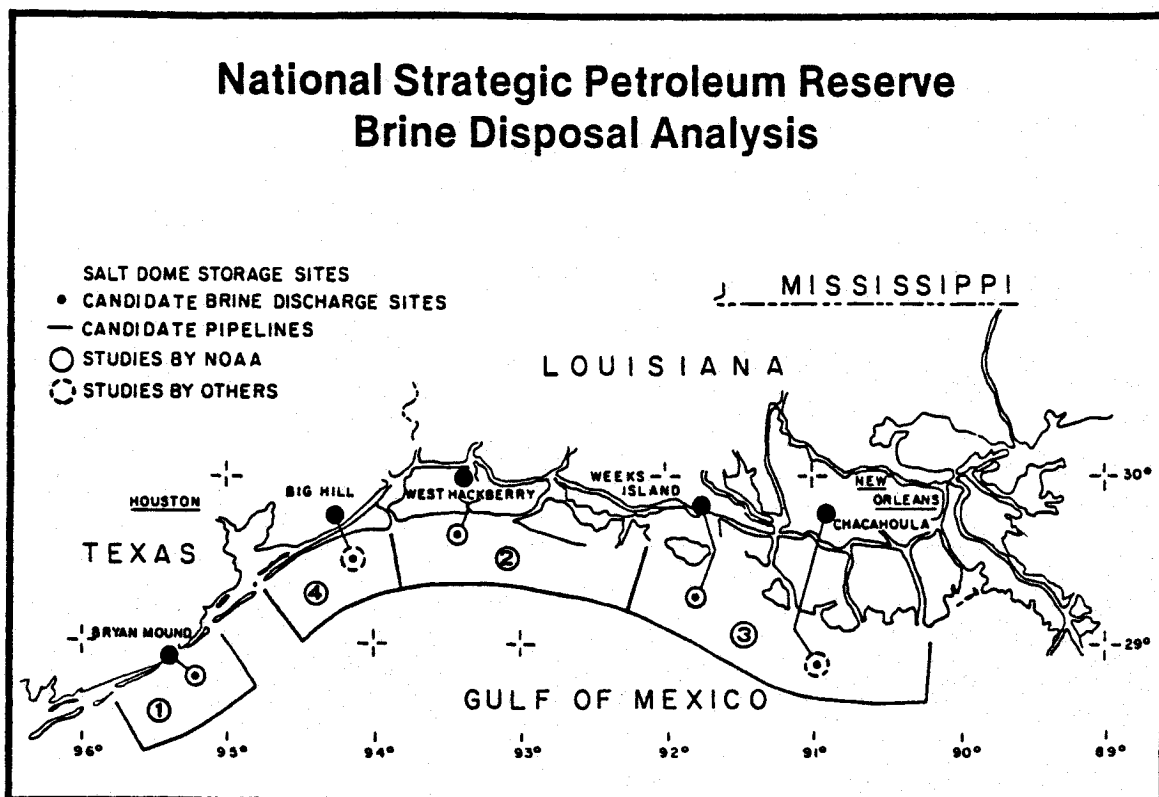 National Strategic Petroleum Reserve
Brine Disposal Analysis
SALT DOME STORAGE SITES
CANDIDATE BRINE DISCHARGE SITES
CANDIDATE PIPELINES
STUDIES BY NOAA
STUDIES BY OTHERS
MISSISSIPPI
LOUISIANA
HOUSTON
TEXAS
BIG HILL
WEST HACKBERRY
WEEKS
ISLAND
NEW
ORLEANS
CHACAHOULA
30°
BRYAN MOUND
29°
1
4
2
3
GULF OF MEXICO
96°
95°
94°
93°
92°
91°
90°
89°